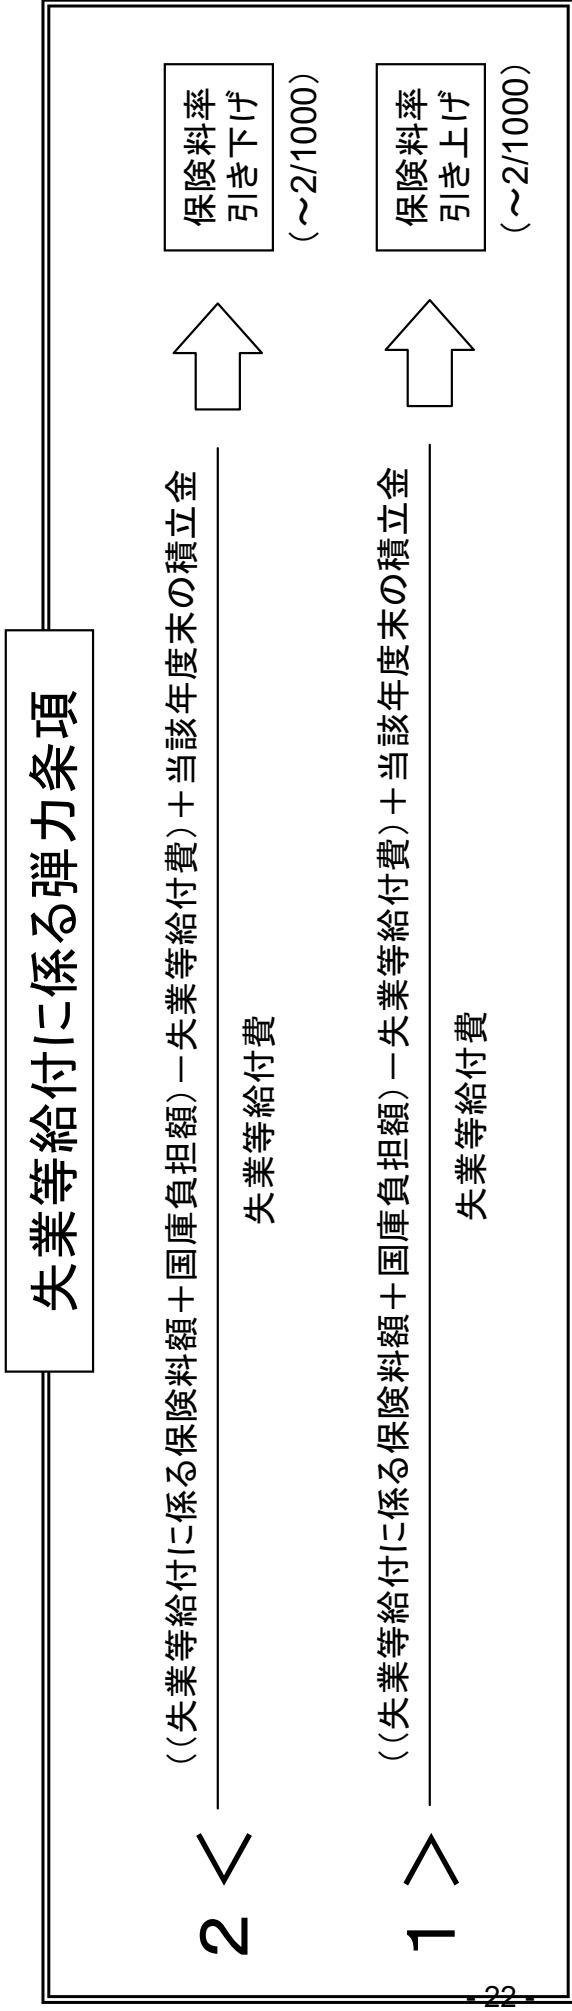 失業等給付に係る弾力条項
2 ＜ （（失業等給付に係る保険料額＋国庫負担額）－失業等給付費）＋当該年度末の積立金
失業等給付費
保険料率
引き下げ
（～2/1000）
1 ＞ （（失業等給付に係る保険料額＋国庫負担額）－失業等給付費）＋当該年度末の積立金
失業等給付費
保険料率
引き上げ
（～2/1000）
- 22 -